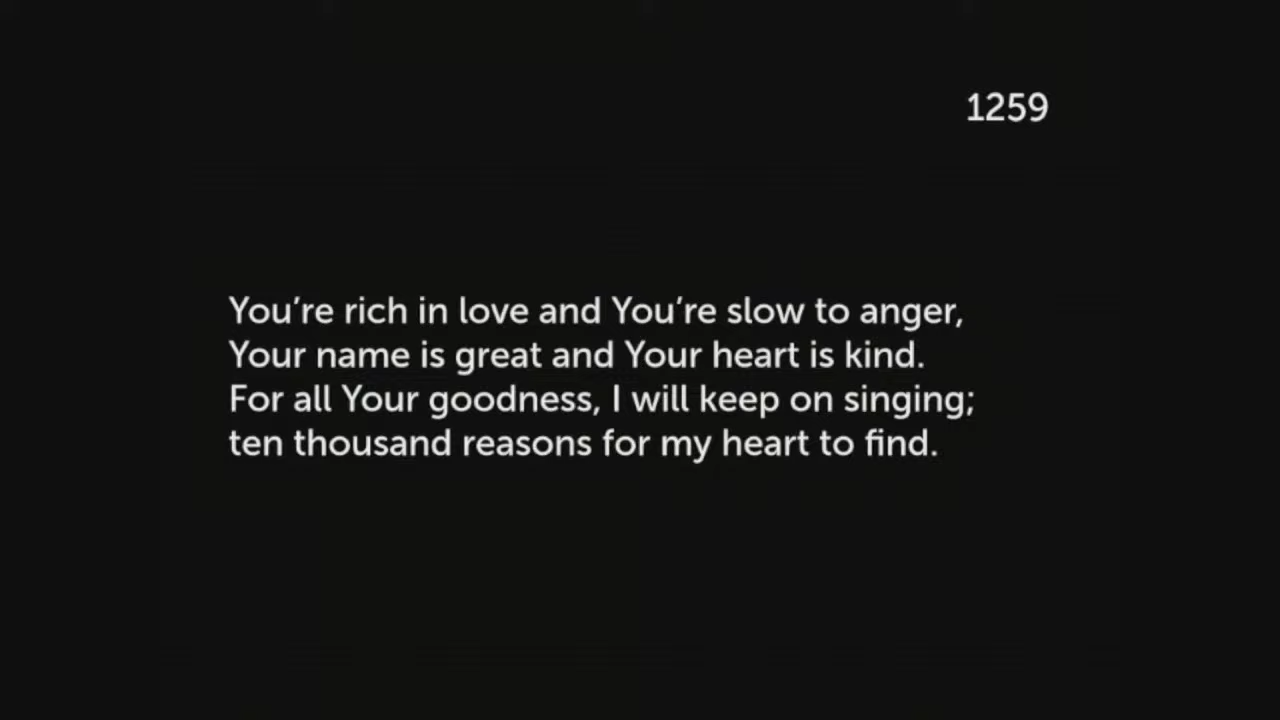 1259
You’re rich in love and You’re slow to anger,
Your name is great and Your heart is kind.
For all Your goodness, I will keep on singing;
ten thousand reasons for my heart to find.